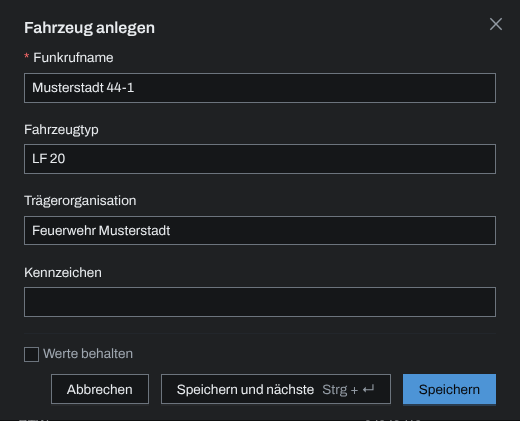 Fahrzeug anlegen
* Funkrufname
Musterstadt 44-1
Fahrzeugtyp
LF 20
Trägerorganisation
Feuerwehr Musterstadt
Kennzeichen
Werte behalten
Abbrechen
Speichern und nächste Strg + ↵
Speichern